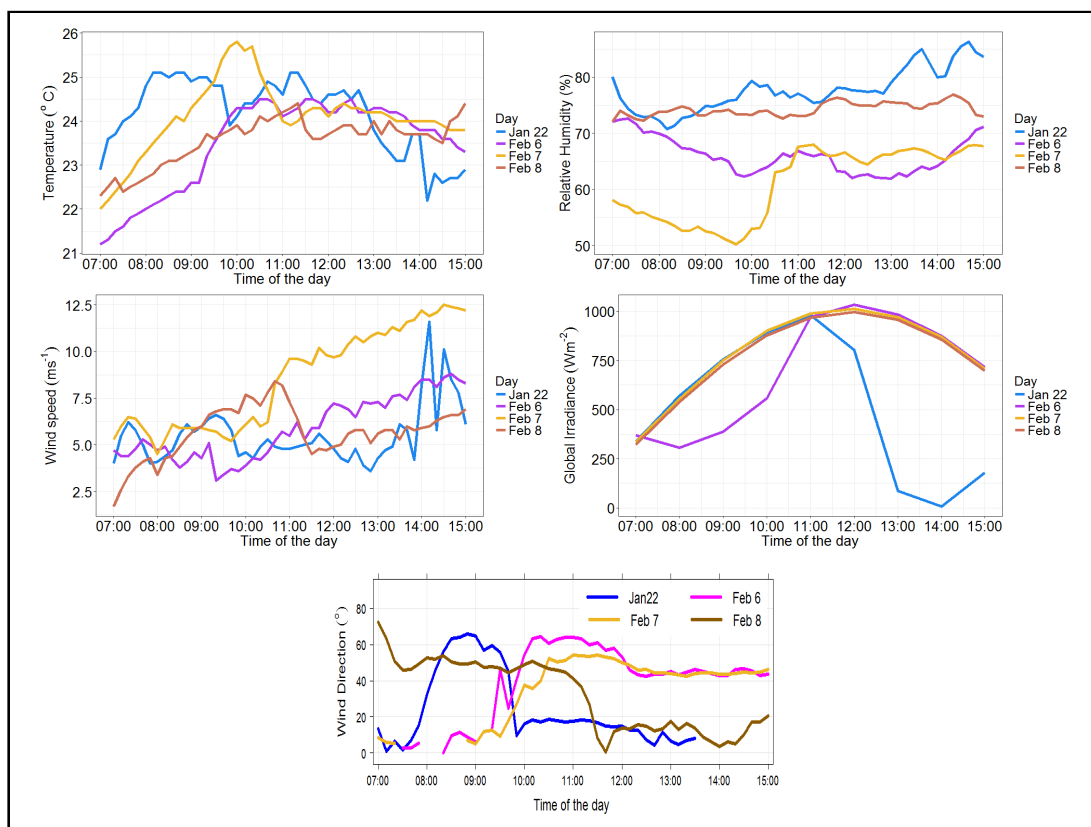 26
25
24
23
22
21
Temperature (° C)
07:00 08:00 09:00 10:00 11:00 12:00 13:00 14:00 15:00
Time of the day
Day
Jan 22
Feb 6
Feb 7
Feb 8
80
70
60
50
Relative Humidity (%)
07:00 08:00 09:00 10:00 11:00 12:00 13:00 14:00 15:00
Time of the day
Day
Jan 22
Feb 6
Feb 7
Feb 8
12.5
10.0
7.5
5.0
2.5
Wind speed (ms⁻¹)
07:00 08:00 09:00 10:00 11:00 12:00 13:00 14:00 15:00
Time of the day
Day
Jan 22
Feb 6
Feb 7
Feb 8
1000
750
500
250
0
Global Irradiance (Wm⁻²)
07:00 08:00 09:00 10:00 11:00 12:00 13:00 14:00 15:00
Time of the day
Day
Jan 22
Feb 6
Feb 7
Feb 8
Jan22 Feb 6
Feb 7 Feb 8
80
60
40
20
0
Wind Direction (°)
07:00 08:00 09:00 10:00 11:00 12:00 13:00 14:00 15:00
Time of the day